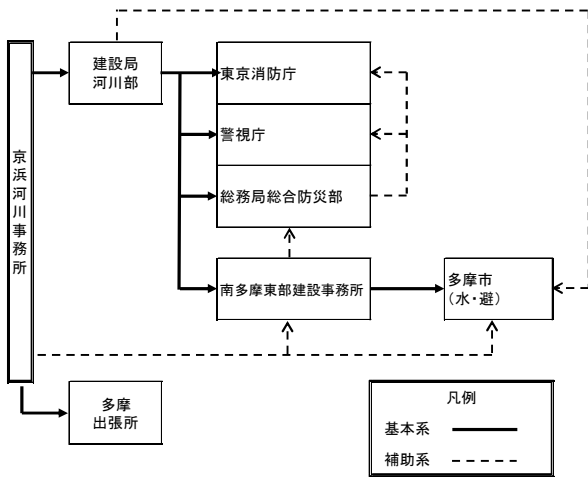 京浜河川事務所
建設局
河川部
東京消防庁
警視庁
総務局総合防災部
南多摩東部建設事務所
多摩市
（水・避）
多摩
出張所
凡例
基本系
補助系